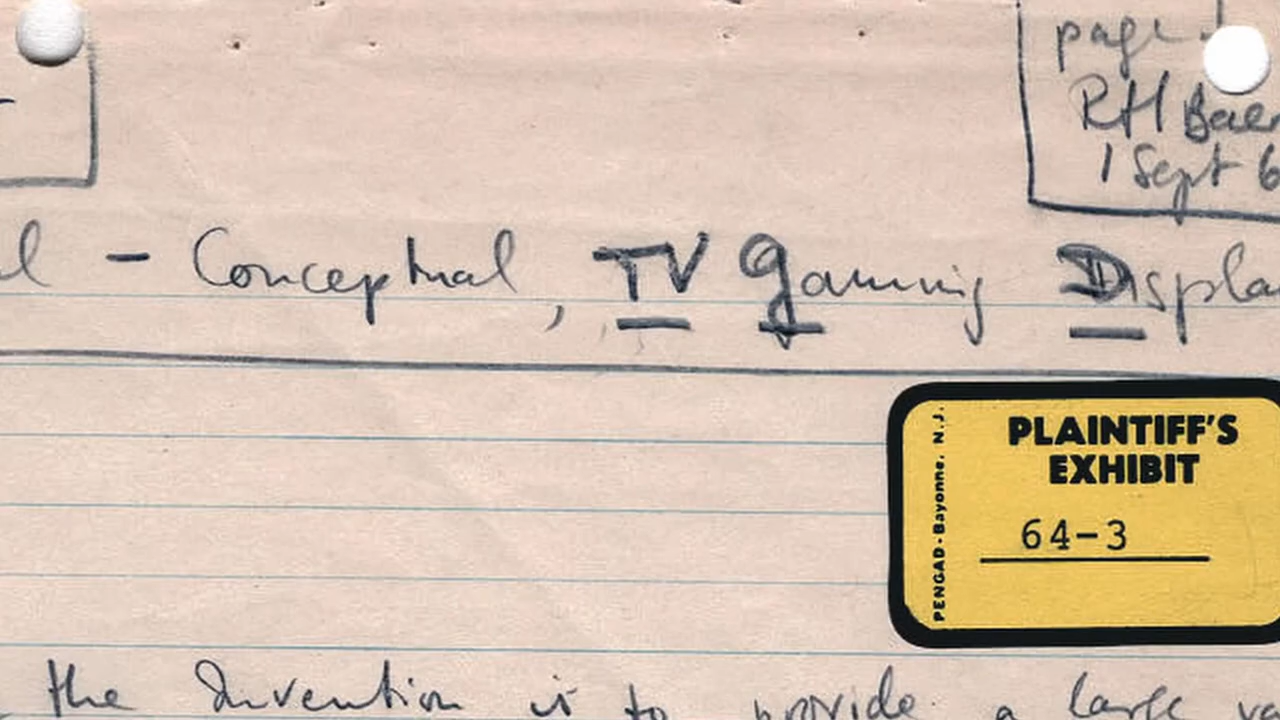 page
RH Baer
1 Sept 6
l - Conceptual, TV Gaming Displa
PLAINTIFF'S
EXHIBIT
64-3
PENGAD-Bayonne, N.J.
the Invention is to provide a large va